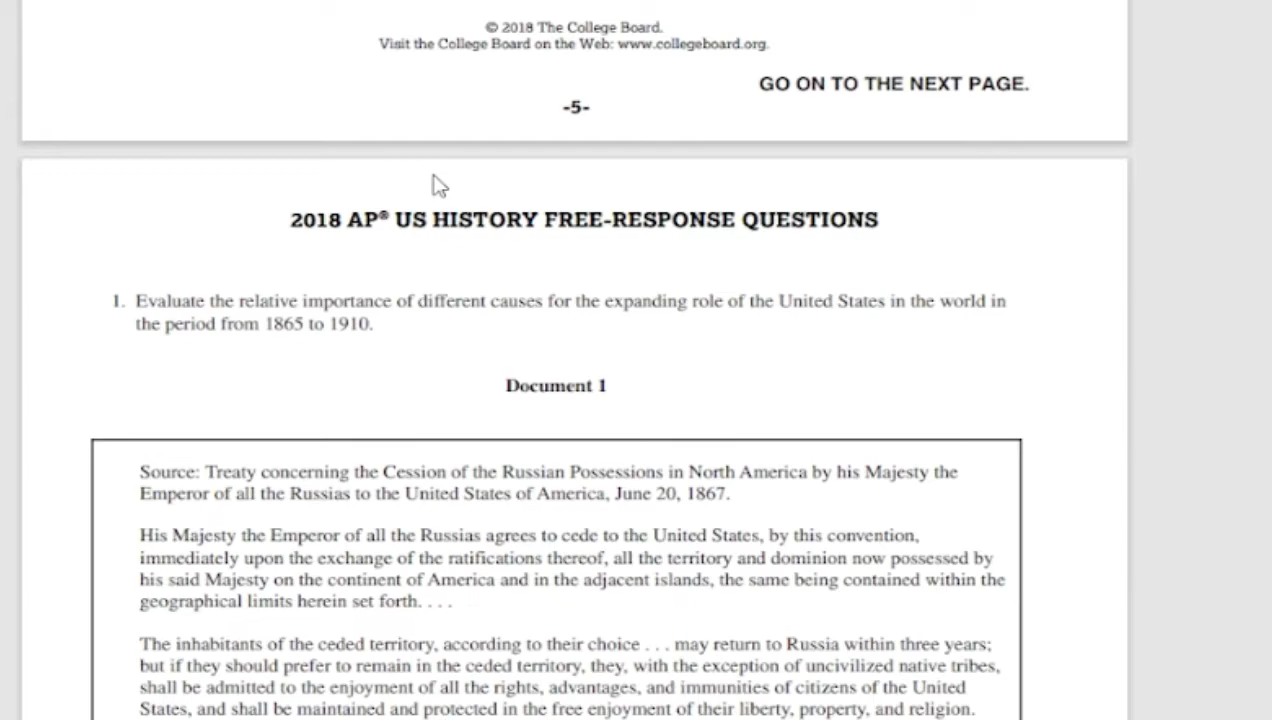 © 2018 The College Board.
Visit the College Board on the Web: www.collegeboard.org.
GO ON TO THE NEXT PAGE.
-5-
2018 AP® US HISTORY FREE-RESPONSE QUESTIONS
1. Evaluate the relative importance of different causes for the expanding role of the United States in the world in
the period from 1865 to 1910.
Document 1
Source: Treaty concerning the Cession of the Russian Possessions in North America by his Majesty the
Emperor of all the Russias to the United States of America, June 20, 1867.
His Majesty the Emperor of all the Russias agrees to cede to the United States, by this convention,
immediately upon the exchange of the ratifications thereof, all the territory and dominion now possessed by
his said Majesty on the continent of America and in the adjacent islands, the same being contained within the
geographical limits herein set forth. . . .
The inhabitants of the ceded territory, according to their choice . . . may return to Russia within three years;
but if they should prefer to remain in the ceded territory, they, with the exception of uncivilized native tribes,
shall be admitted to the enjoyment of all the rights, advantages, and immunities of citizens of the United
States, and shall be maintained and protected in the free enjoyment of their liberty, property, and religion.